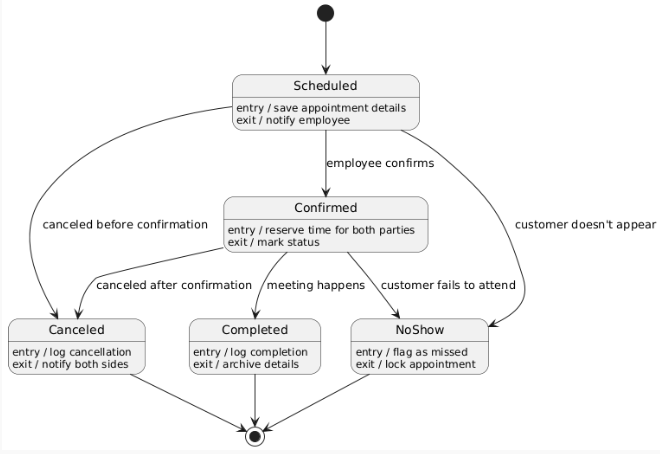 Scheduled
entry / save appointment details
exit / notify employee
employee confirms
canceled before confirmation
customer doesn't appear
Confirmed
entry / reserve time for both parties
exit / mark status
canceled after confirmation
meeting happens
customer fails to attend
Canceled
entry / log cancellation
exit / notify both sides
Completed
entry / log completion
exit / archive details
NoShow
entry / flag as missed
exit / lock appointment